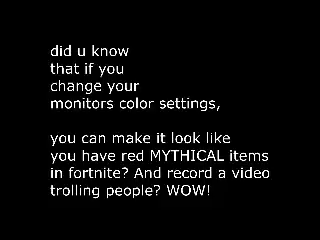 did u know
that if you
change your
monitors color settings,
you can make it look like
you have red MYTHICAL items
in fortnite? And record a video
trolling people? WOW!